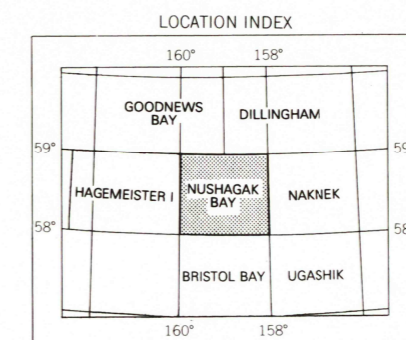 LOCATION INDEX
160° 158°
GOODNEWS BAY DILLINGHAM
59° 59
HAGEMEISTER I NUSHAGAK BAY NAKNEK
58° 58
BRISTOL BAY UGASHIK
160° 158°